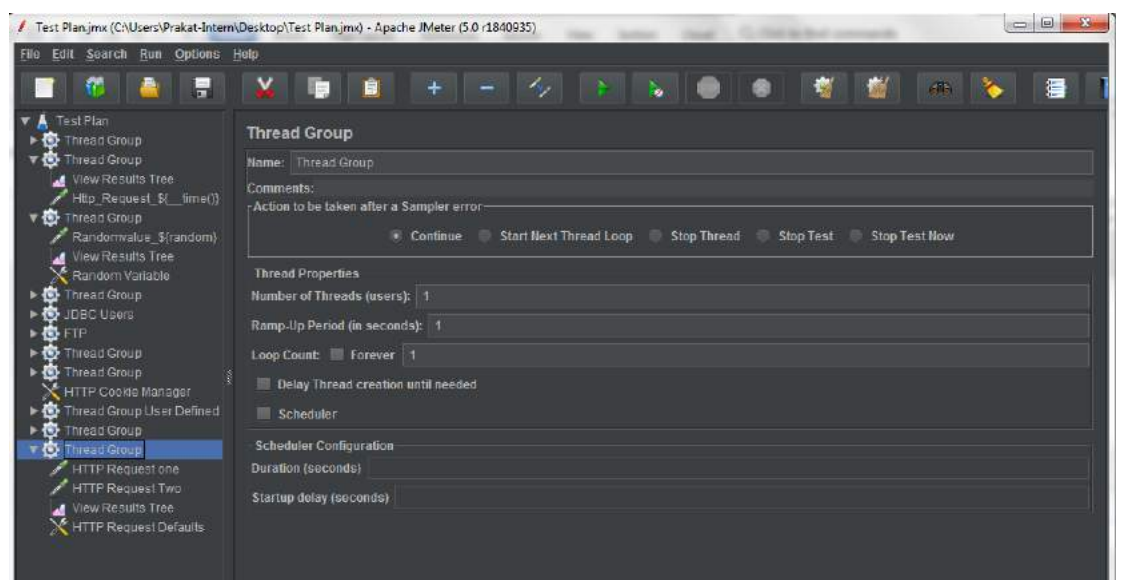 Test Plan.jmx (C:\Users\Prakat-Intern\Desktop\Test Plan.jmx) - Apache JMeter (5.0 r1840935)
File Edit Search Run Options Help
Test Plan
Thread Group
Thread Group
View Results Tree
Http_Request_${__time()}
Thread Group
Randomvalue_${random}
View Results Tree
Random Variable
Thread Group
JDBC Users
FTP
Thread Group
Thread Group
HTTP Cookie Manager
Thread Group User Defined
Thread Group
Thread Group
HTTP Request one
HTTP Request Two
View Results Tree
HTTP Request Defaults
Thread Group
Name: Thread Group
Comments:
Action to be taken after a Sampler error
Continue Start Next Thread Loop Stop Thread Stop Test Stop Test Now
Thread Properties
Number of Threads (users): 1
Ramp-Up Period (in seconds): 1
Loop Count: Forever 1
Delay Thread creation until needed
Scheduler
Scheduler Configuration
Duration (seconds)
Startup delay (seconds)